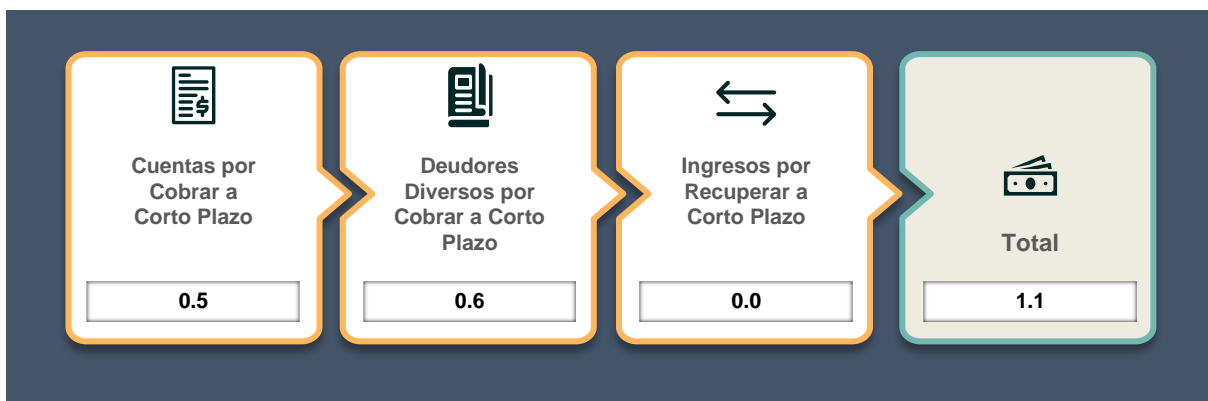 Cuentas por
Cobrar a
Corto Plazo
0.5
Deudores
Diversos por
Cobrar a Corto
Plazo
0.6
Ingresos por
Recuperar a
Corto Plazo
0.0
Total
1.1